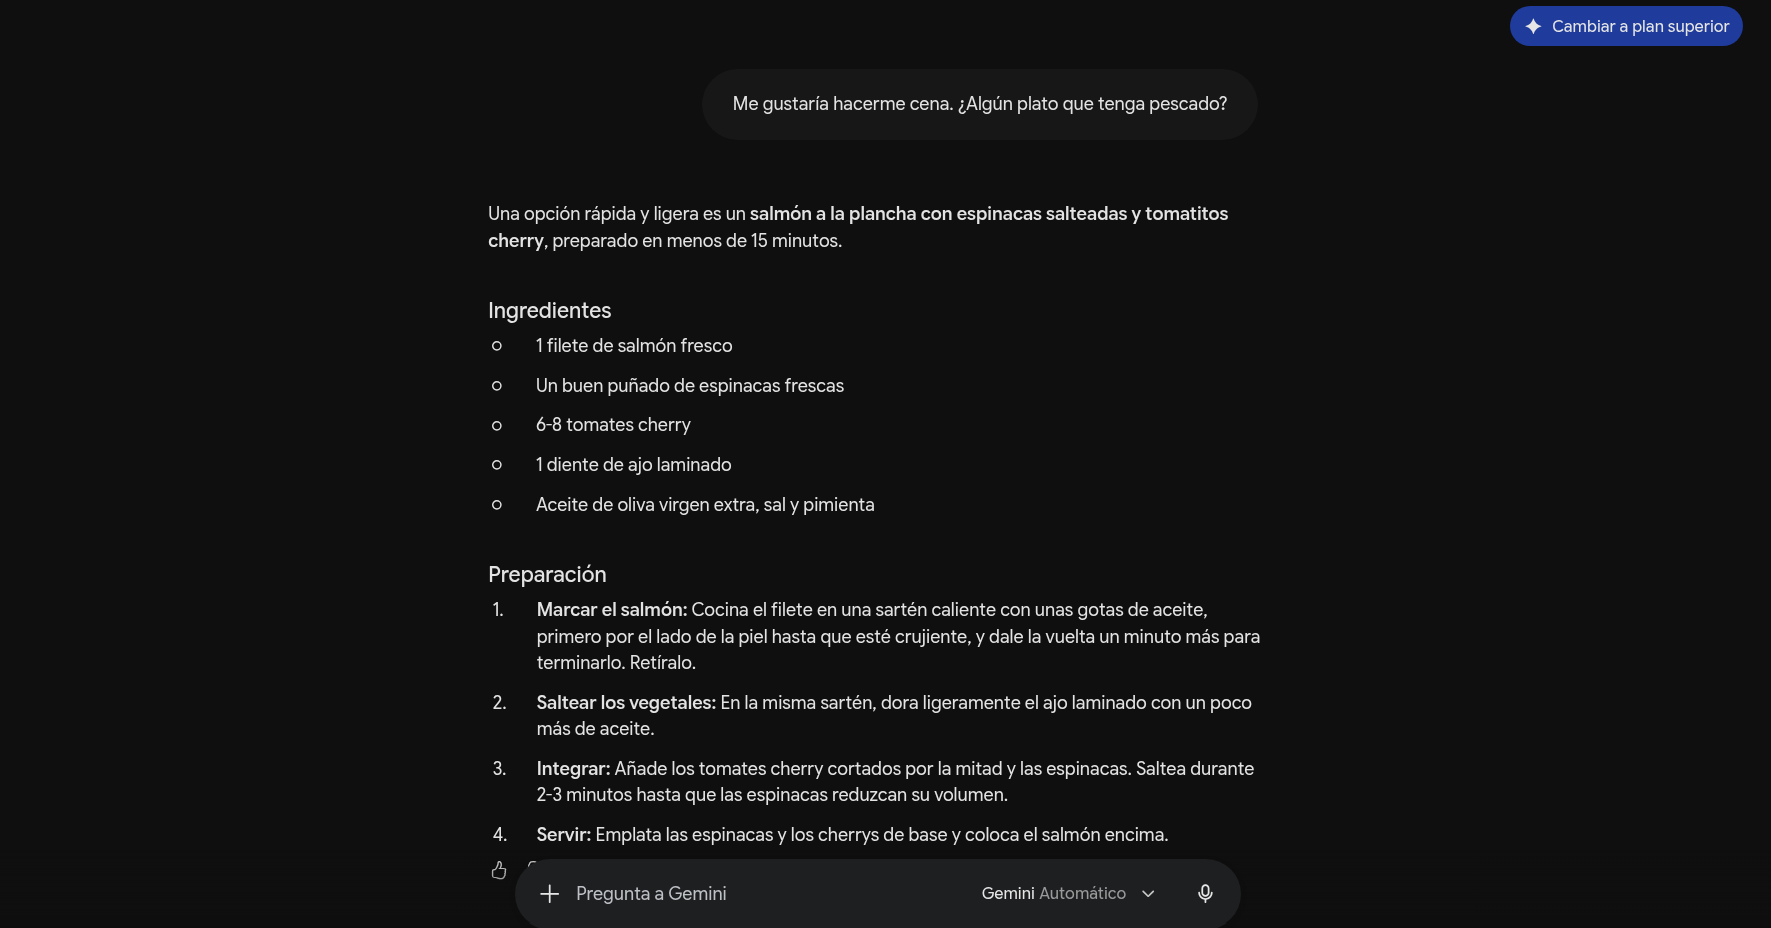 Cambiar a plan superior
Me gustaría hacerme cena. ¿Algún plato que tenga pescado?
Una opción rápida y ligera es un salmón a la plancha con espinacas salteadas y tomatitos
cherry, preparado en menos de 15 minutos.
Ingredientes
1 filete de salmón fresco
Un buen puñado de espinacas frescas
6-8 tomates cherry
1 diente de ajo laminado
Aceite de oliva virgen extra, sal y pimienta
Preparación
1. Marcar el salmón: Cocina el filete en una sartén caliente con unas gotas de aceite,
primero por el lado de la piel hasta que esté crujiente, y dale la vuelta un minuto más para
terminarlo. Retíralo.
2. Saltear los vegetales: En la misma sartén, dora ligeramente el ajo laminado con un poco
más de aceite.
3. Integrar: Añade los tomates cherry cortados por la mitad y las espinacas. Saltea durante
2-3 minutos hasta que las espinacas reduzcan su volumen.
4. Servir: Emplata las espinacas y los cherrys de base y coloca el salmón encima.
Pregunta a Gemini
Gemini Automático